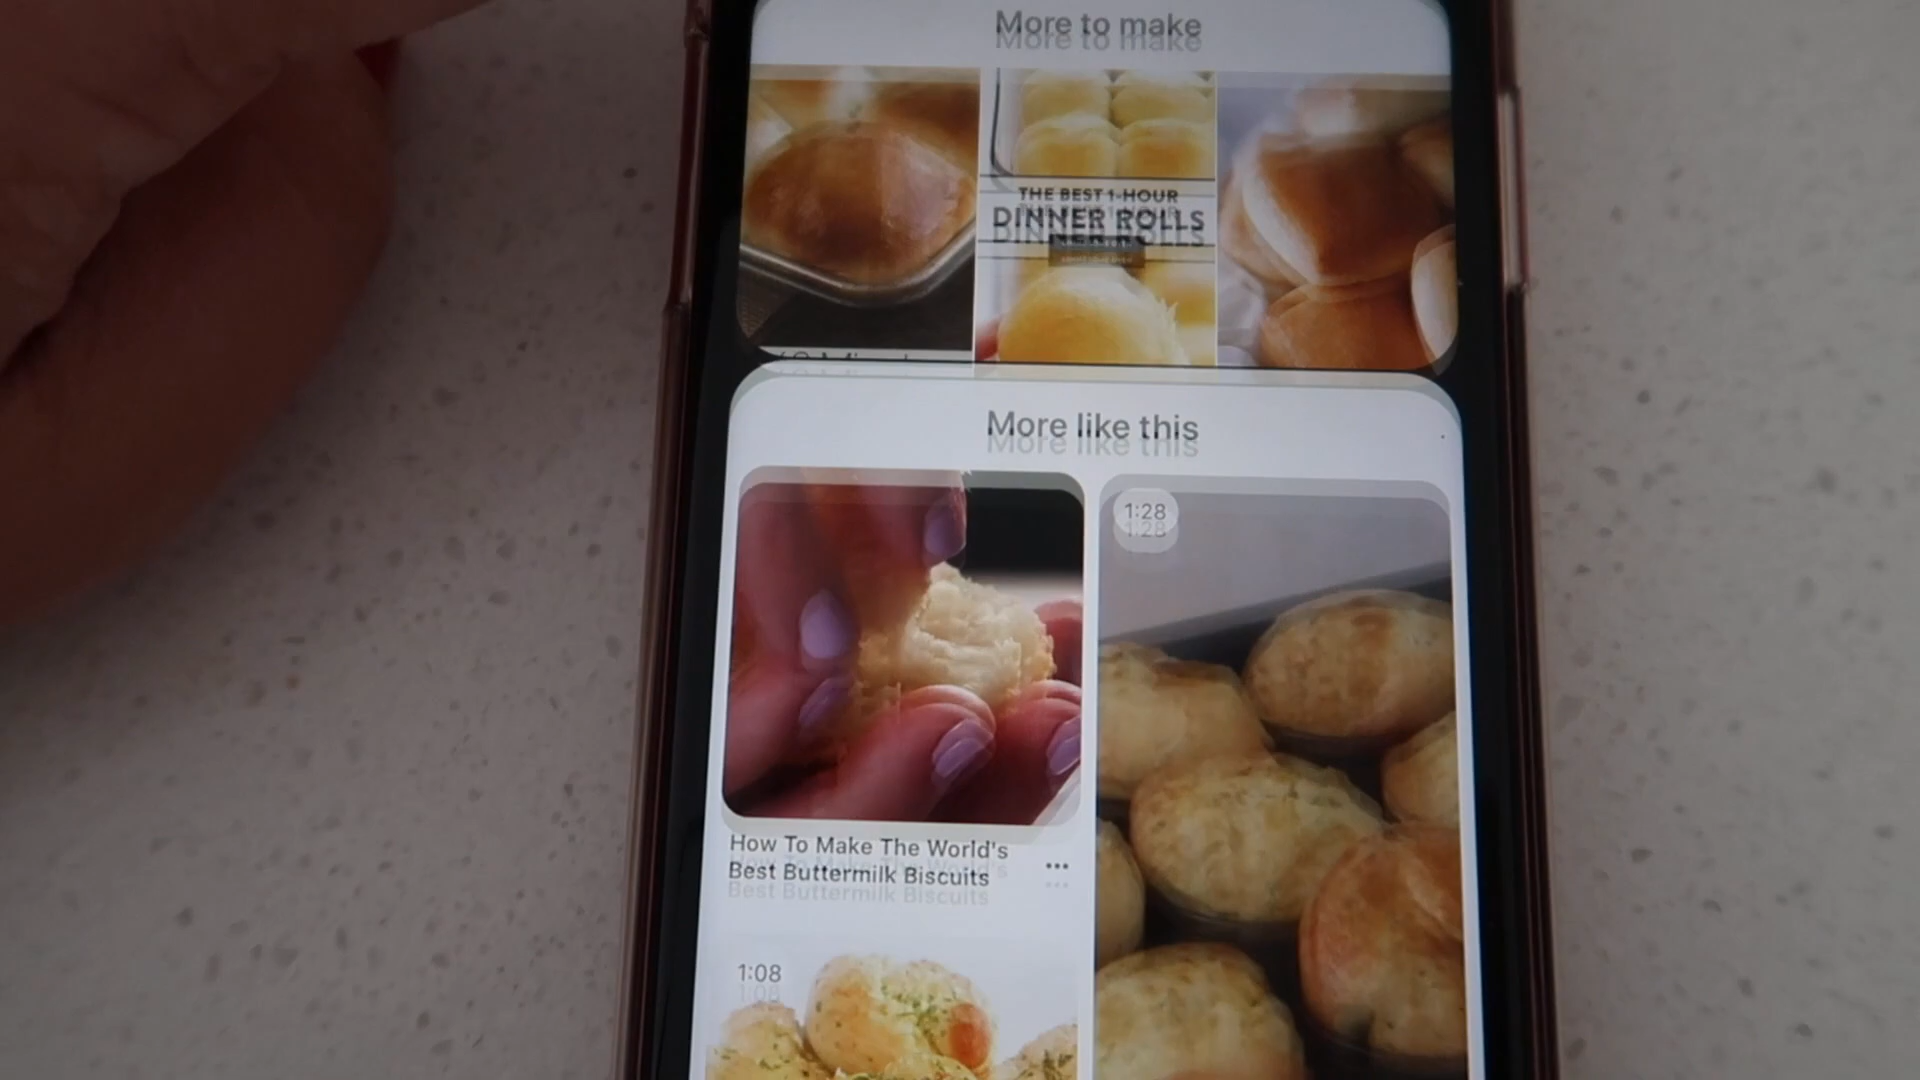 More to make
THE BEST 1-HOUR
DINNER ROLLS
More like this
1:28
How To Make The World's
Best Buttermilk Biscuits
1:08